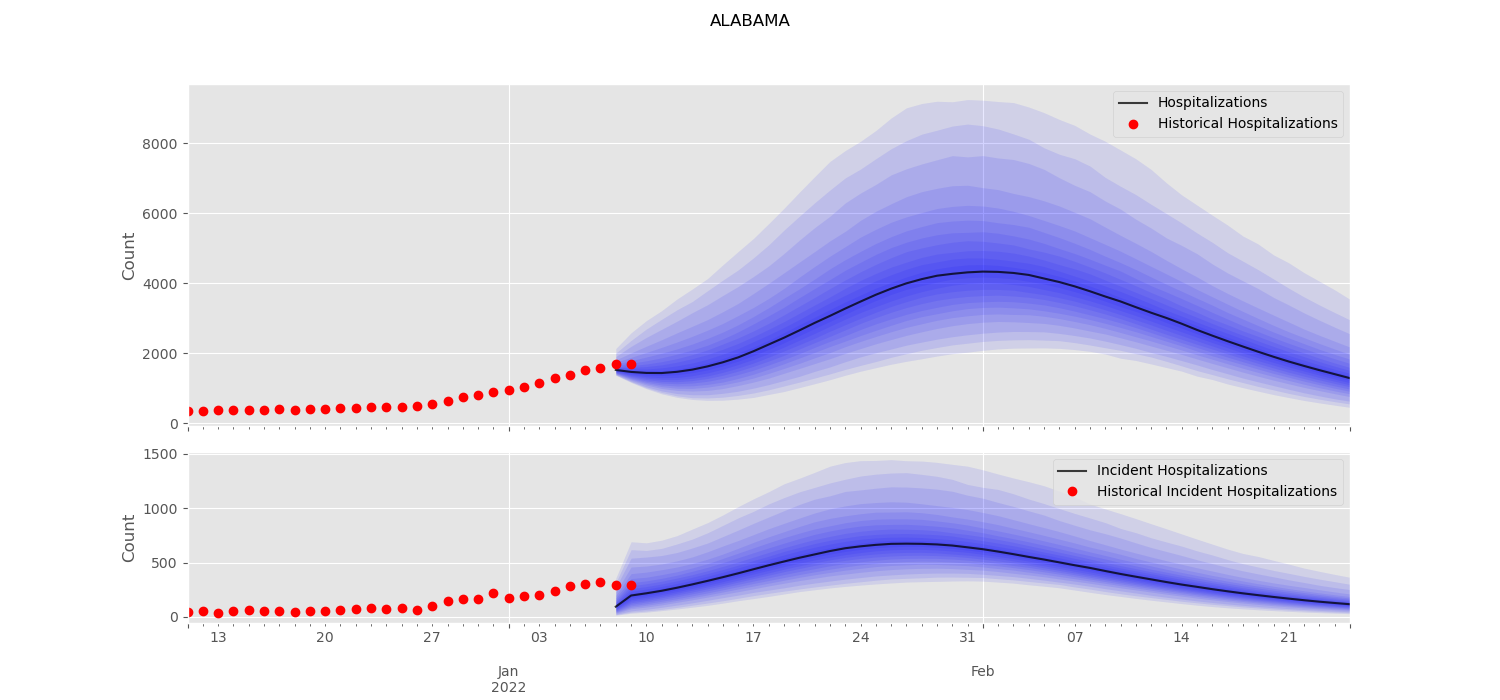 ALABAMA
Hospitalizations
Historical Hospitalizations
Count
8000
6000
4000
2000
0
Incident Hospitalizations
Historical Incident Hospitalizations
Count
1500
1000
500
0
13 20 27 03 10 17 24 31 07 14 21
Jan Feb
2022